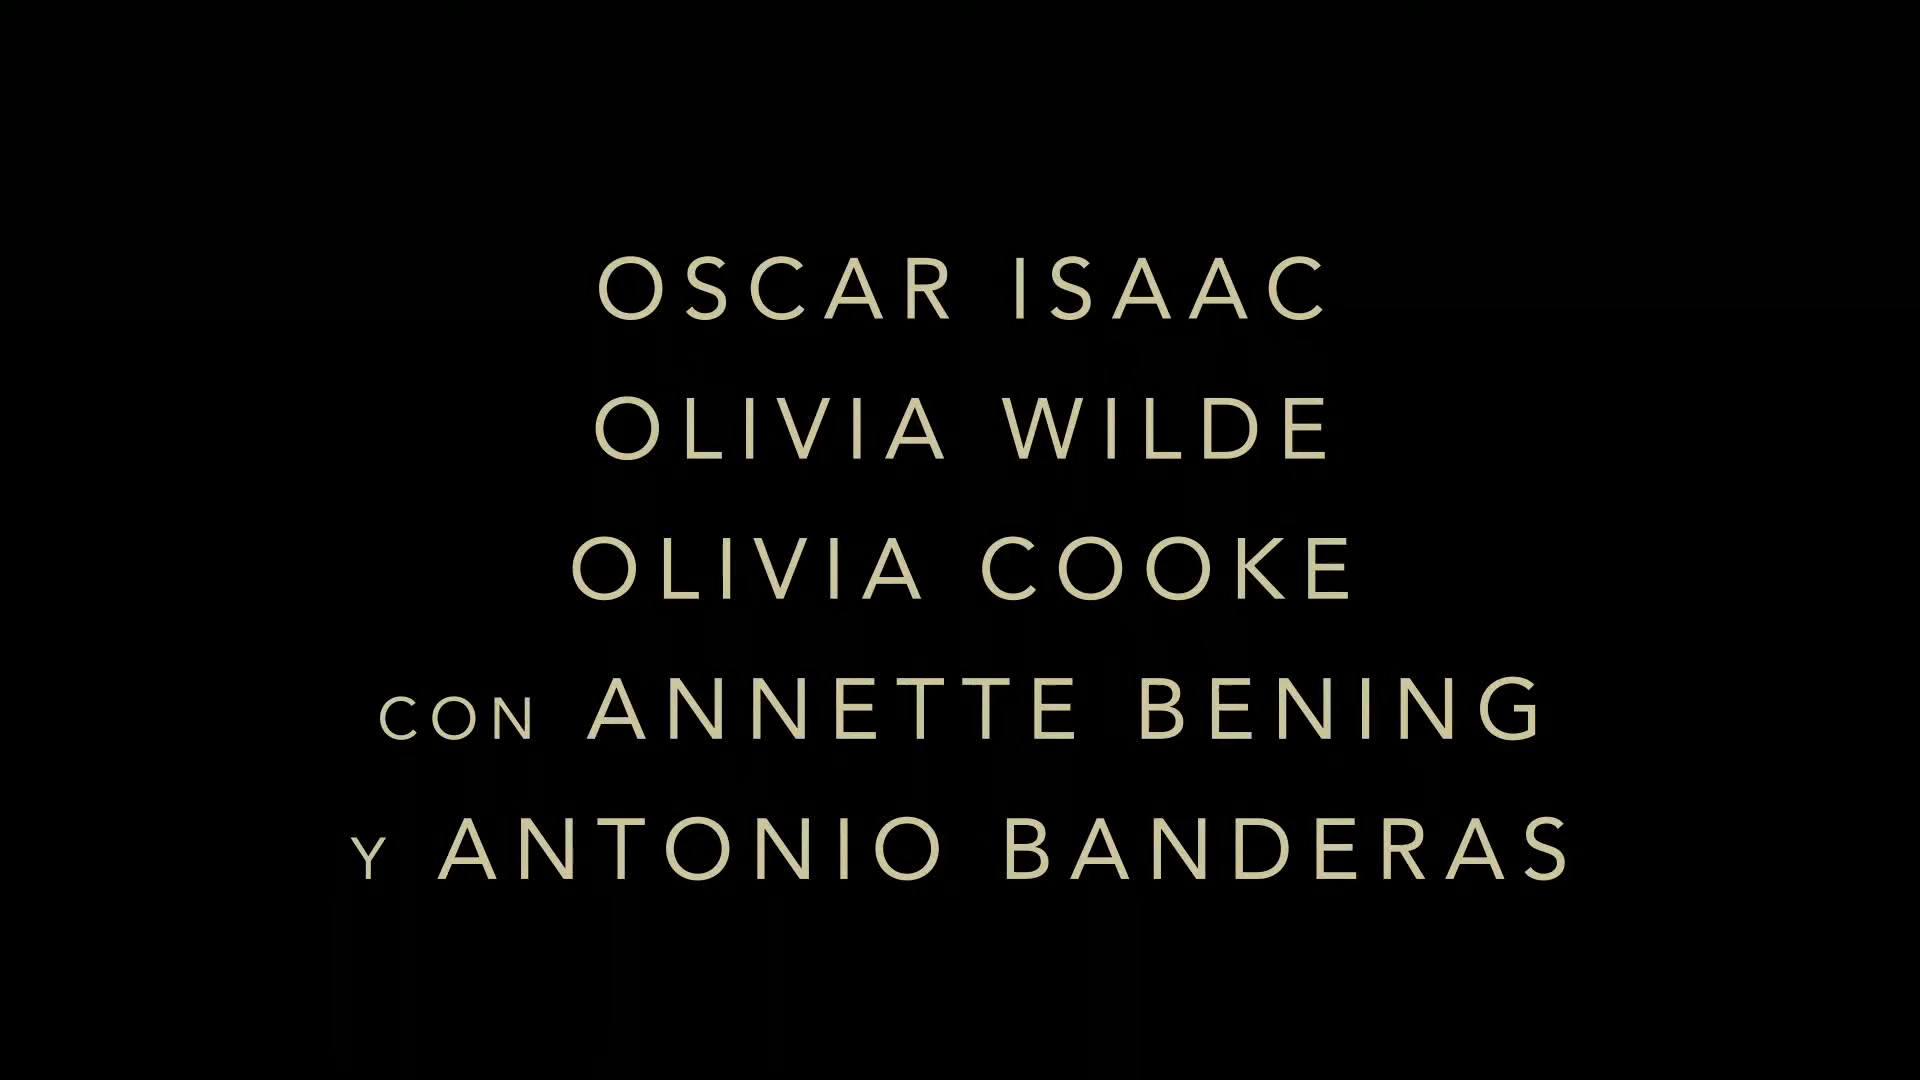 OSCAR ISAAC
OLIVIA WILDE
OLIVIA COOKE
CON ANNETTE BENING
Y ANTONIO BANDERAS